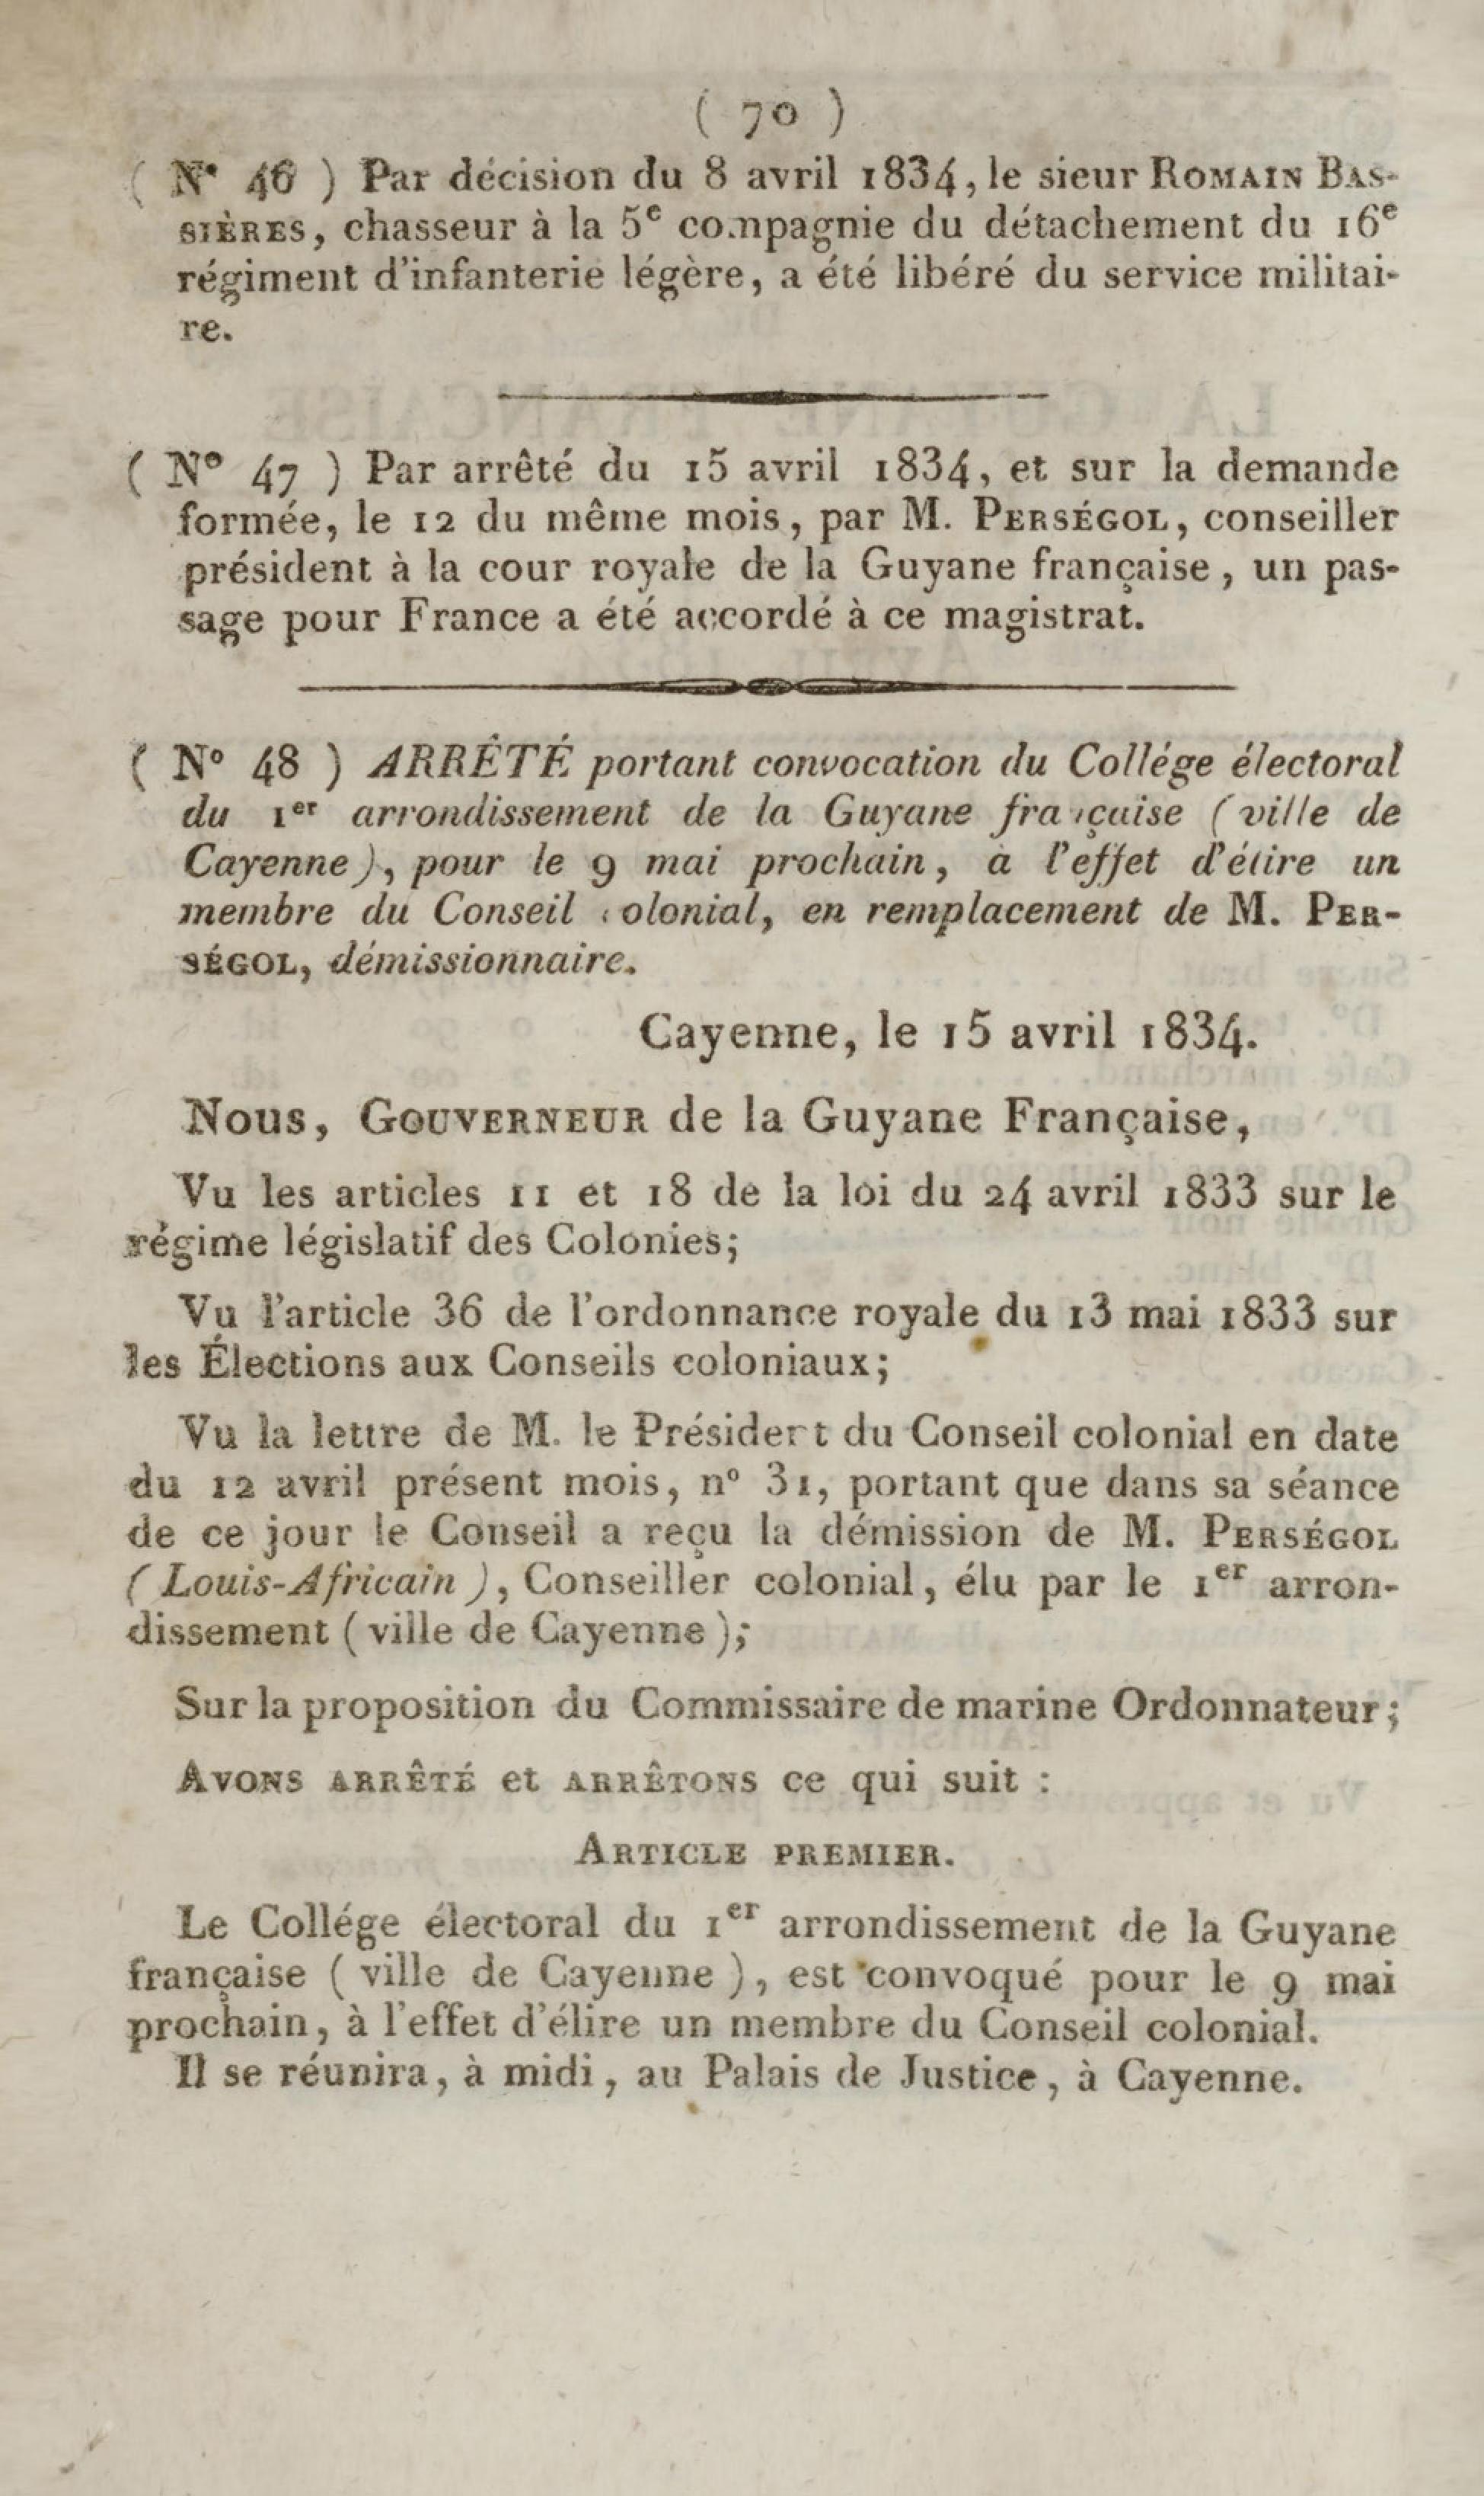 ( 70 )
( N° 46 ) Par décision du 8 avril 1834, le sieur ROMAIN BAS-
SIÈRES, chasseur à la 5e compagnie du détachement du 16e
régiment d'infanterie légère, a été libéré du service militai-
re.
( N° 47 ) Par arrêté du 15 avril 1834, et sur la demande
formée, le 12 du même mois, par M. PERSÉGOL, conseiller
président à la cour royale de la Guyane française, un pas-
sage pour France a été accordé à ce magistrat.
( N° 48 ) ARRÊTÉ portant convocation du Collége électoral
du 1er arrondissement de la Guyane française (ville de
Cayenne), pour le 9 mai prochain, à l'effet d'élire un
membre du Conseil colonial, en remplacement de M. PER-
SÉGOL, démissionnaire.
Cayenne, le 15 avril 1834.
Nous, GOUVERNEUR de la Guyane Française,
Vu les articles 11 et 18 de la loi du 24 avril 1833 sur le
régime législatif des Colonies;
Vu l'article 36 de l'ordonnance royale du 13 mai 1833 sur
les Élections aux Conseils coloniaux;
Vu la lettre de M. le Président du Conseil colonial en date
du 12 avril présent mois, n° 31, portant que dans sa séance
de ce jour le Conseil a reçu la démission de M. PERSÉGOL
(Louis-Africain), Conseiller colonial, élu par le 1er arron-
dissement (ville de Cayenne);
Sur la proposition du Commissaire de marine Ordonnateur;
AVONS ARRÊTÉ et ARRÊTONS ce qui suit :
ARTICLE PREMIER.
Le Collége électoral du 1er arrondissement de la Guyane
française (ville de Cayenne), est convoqué pour le 9 mai
prochain, à l'effet d'élire un membre du Conseil colonial.
Il se réunira, à midi, au Palais de Justice, à Cayenne.